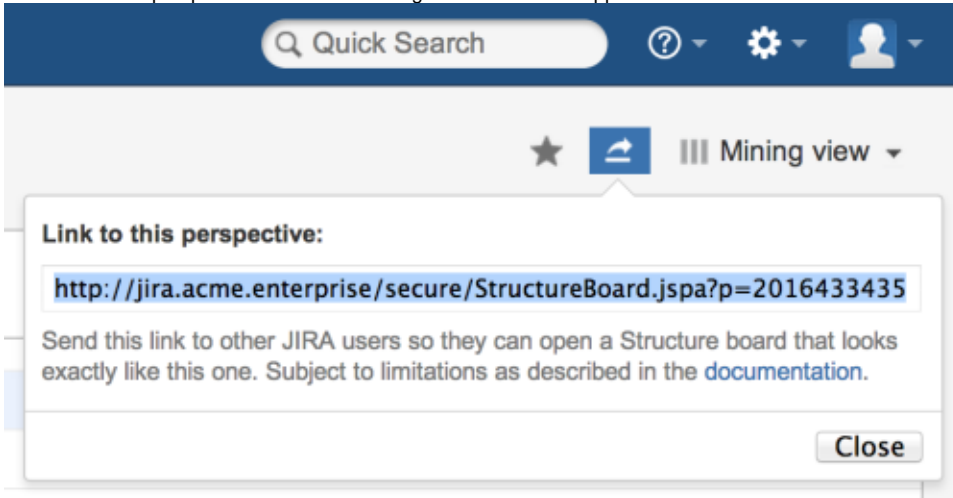 Quick Search
Mining view
Link to this perspective:
http://jira.acme.enterprise/secure/StructureBoard.jspa?p=2016433435
Send this link to other JIRA users so they can open a Structure board that looks
exactly like this one. Subject to limitations as described in the documentation.
Close